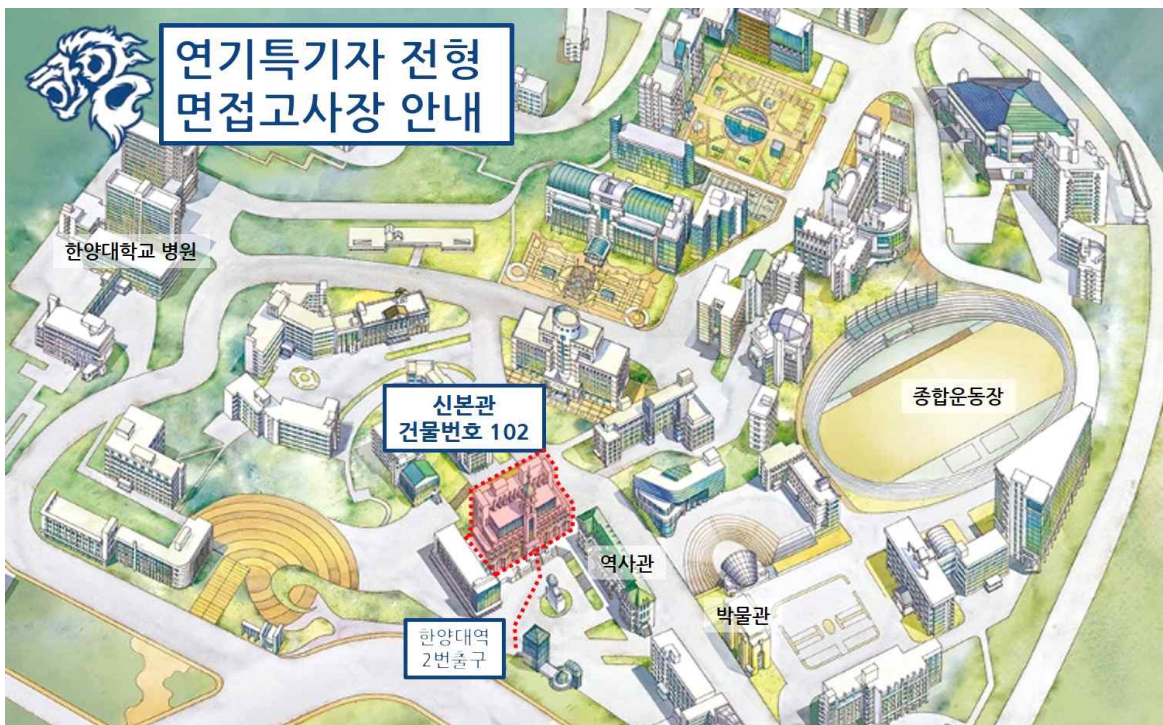 연기특기자 전형
면접고사장 안내
한양대학교 병원
종합운동장
신본관
건물번호 102
역사관
박물관
한양대역
2번출구